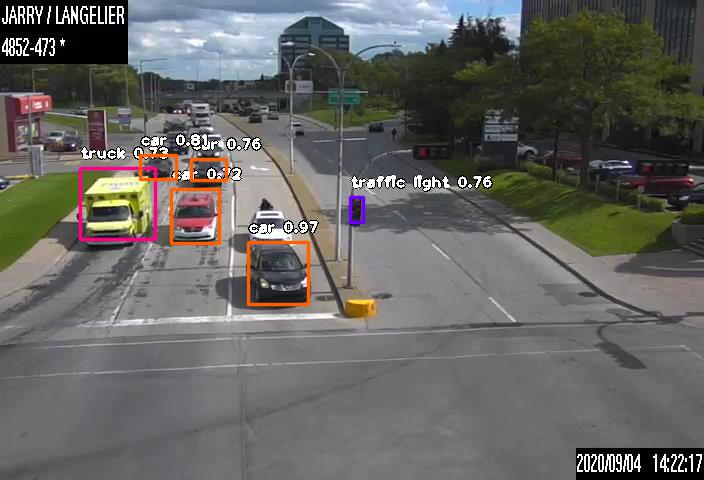 JARRY / LANGELIER
4852-473 *
car 0.81
car 0.76
truck 0.73
car 0.72
traffic light 0.76
car 0.97
2020/09/04 14:22:17